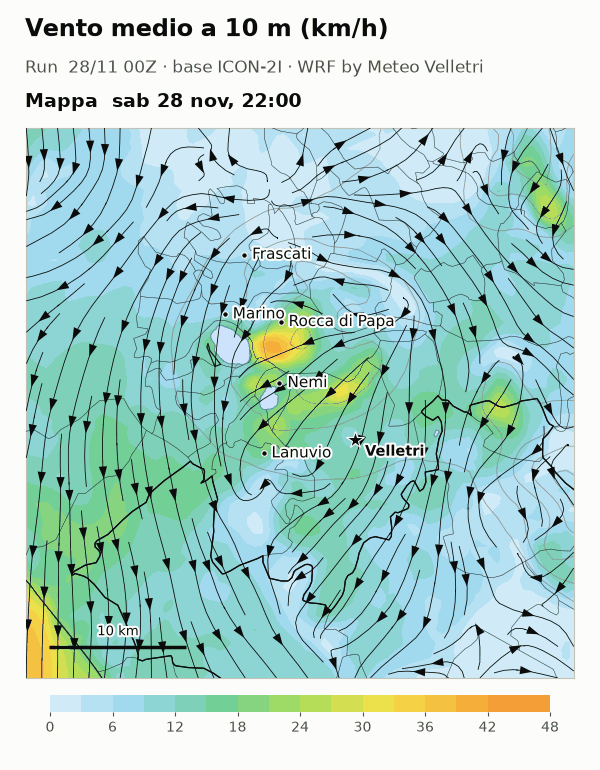 Vento medio a 10 m (km/h)
Run  28/11 00Z · base ICON-2I · WRF by Meteo Velletri
Mappa  sab 28 nov, 22:00
Frascati
Marino
Rocca di Papa
Nemi
Velletri
Lanuvio
10 km
0 6 12 18 24 30 36 42 48